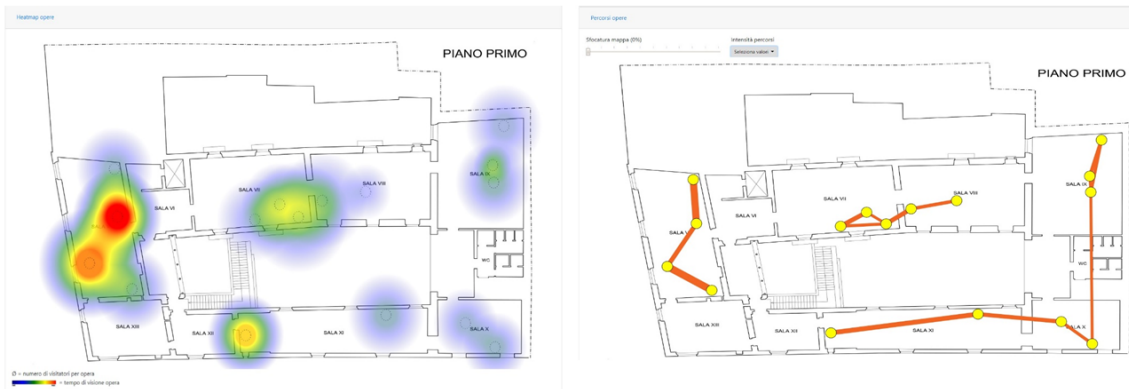 Heatmap opere
PIANO PRIMO
SALA IX
SALA VII
SALA VIII
SALA VI
WC
SALA XIII
SALA XII
SALA XI
SALA X
Ø = numero di visitatori per opera
= tempo di visione opera
Percorsi opere
Sfocatura mappa (0%)
Intensità percorsi
Seleziona valori
PIANO PRIMO
SALA IX
SALA VII
SALA VIII
SALA VI
SALA V
WC
SALA XIII
SALA XII
SALA XI
SALA X